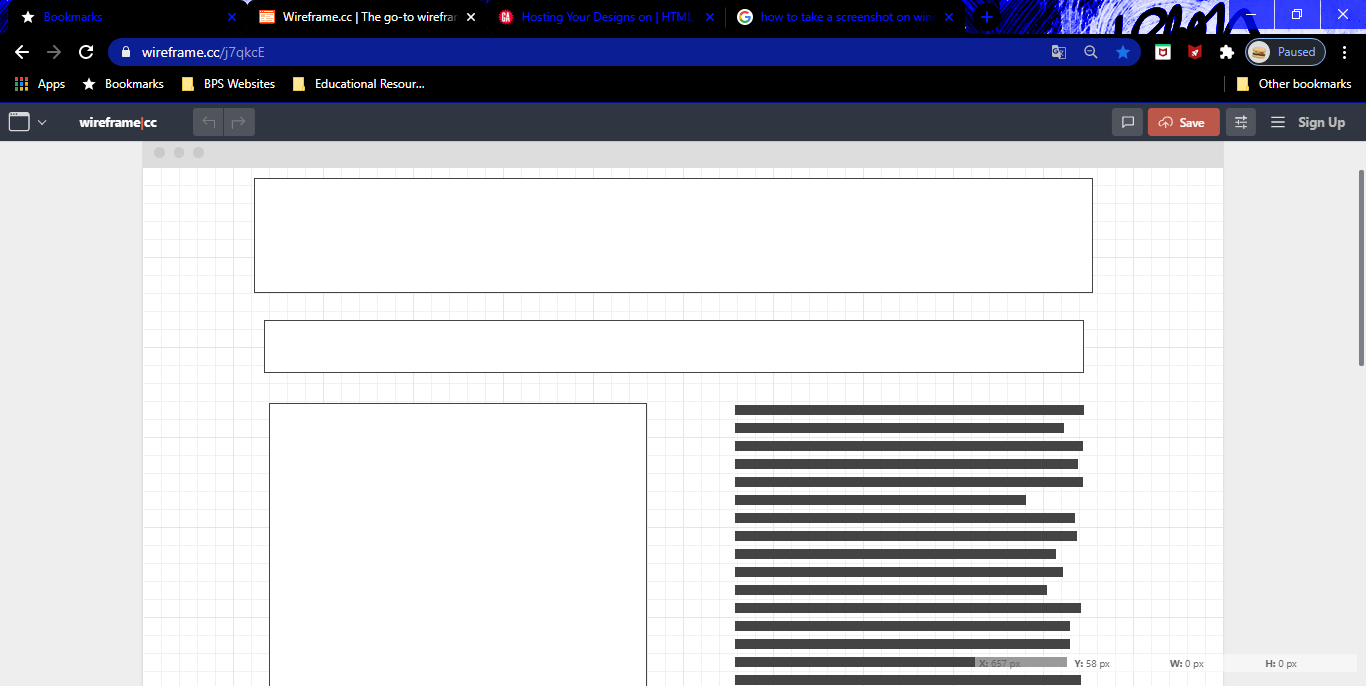 Bookmarks
Wireframe.cc | The go-to wirefran
Hosting Your Designs on | HTML
how to take a screenshot on win
wireframe.cc/j7qkcE
Paused
Apps
Bookmarks
BPS Websites
Educational Resour...
Other bookmarks
wireframe|cc
Save
Sign Up
X: 657 px
Y: 58 px
W: 0 px
H: 0 px